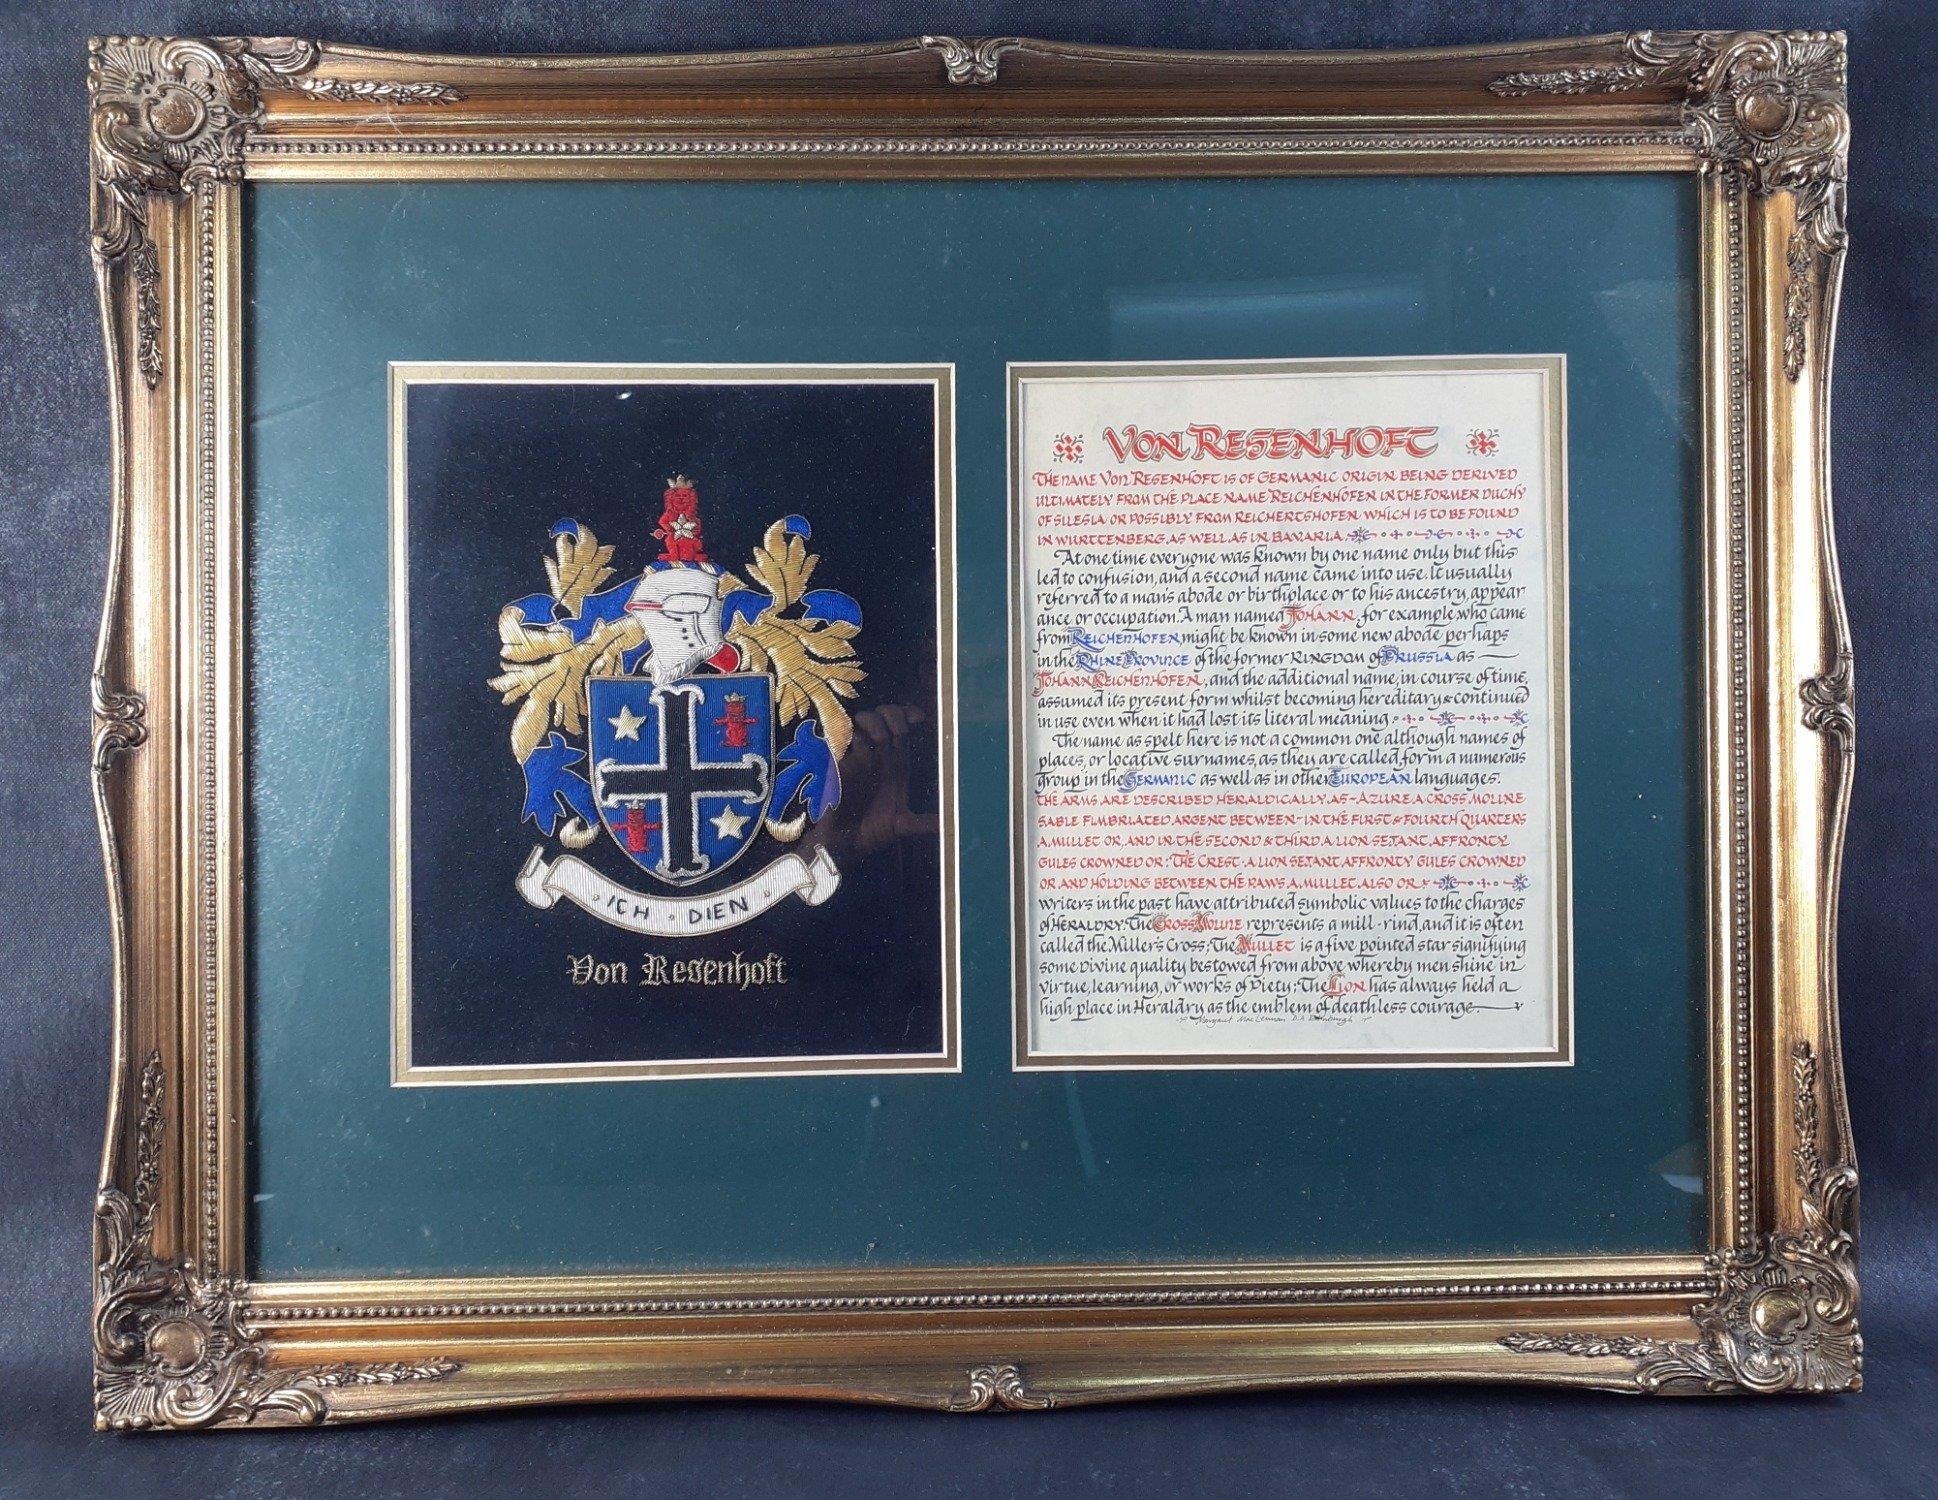 · ICH · DIEN ·
Von Resenhoft
VON RESENHOFT
THE NAME VON RESENHOFT IS OF GERMANIC ORIGIN BEING DERIVED
ULTIMATELY FROM THE PLACE NAME REICHENHOFEN IN THE FORMER DUCHY
OF SILESIA OR POSSIBLY FROM REICHERTSHOFEN WHICH IS TO BE FOUND
IN WURTTENBERG AS WELL AS IN BAVARIA.
At one time everyone was known by one name only but this
led to confusion, and a second name came into use. It usually
referred to a man's abode or birthplace or to his ancestry, appear
ance or occupation. A man named JOHANN, for example, who came
from REICHENHOFEN, might be known in some new abode perhaps
in the RHINE PROVINCE of the former KINGDOM of PRUSSIA as
JOHANN REICHENHOFEN, and the additional name, in course of time,
assumed its present form whilst becoming hereditary & continued
in use even when it had lost its literal meaning
The name as spelt here is not a common one although names of
places, or locative surnames, as they are called, form a numerous
group in the GERMANIC as well as in other EUROPEAN languages.
THE ARMS ARE DESCRIBED HERALDICALLY AS - AZURE A CROSS MOLINE
SABLE FIMBRIATED ARGENT BETWEEN - IN THE FIRST & FOURTH QUARTERS
A MULLET OR, AND IN THE SECOND & THIRD A LION SEJANT AFFRONTY
GULES CROWNED OR: THE CREST - A LION SEJANT AFFRONTY GULES CROWNED
OR AND HOLDING BETWEEN THE PAWS A MULLET ALSO OR
Writers in the past have attributed symbolic values to the charges
of HERALDRY: The CROSS MOLINE represents a mill-rind, and it is often
called the Miller's Cross; The MULLET is a five pointed star signifying
some Divine quality bestowed from above whereby men shine in
virtue, learning, or works of Piety: The LION has always held a
high place in Heraldry as the emblem of deathless courage.
Margaret MacLennan D.A. Edinburgh